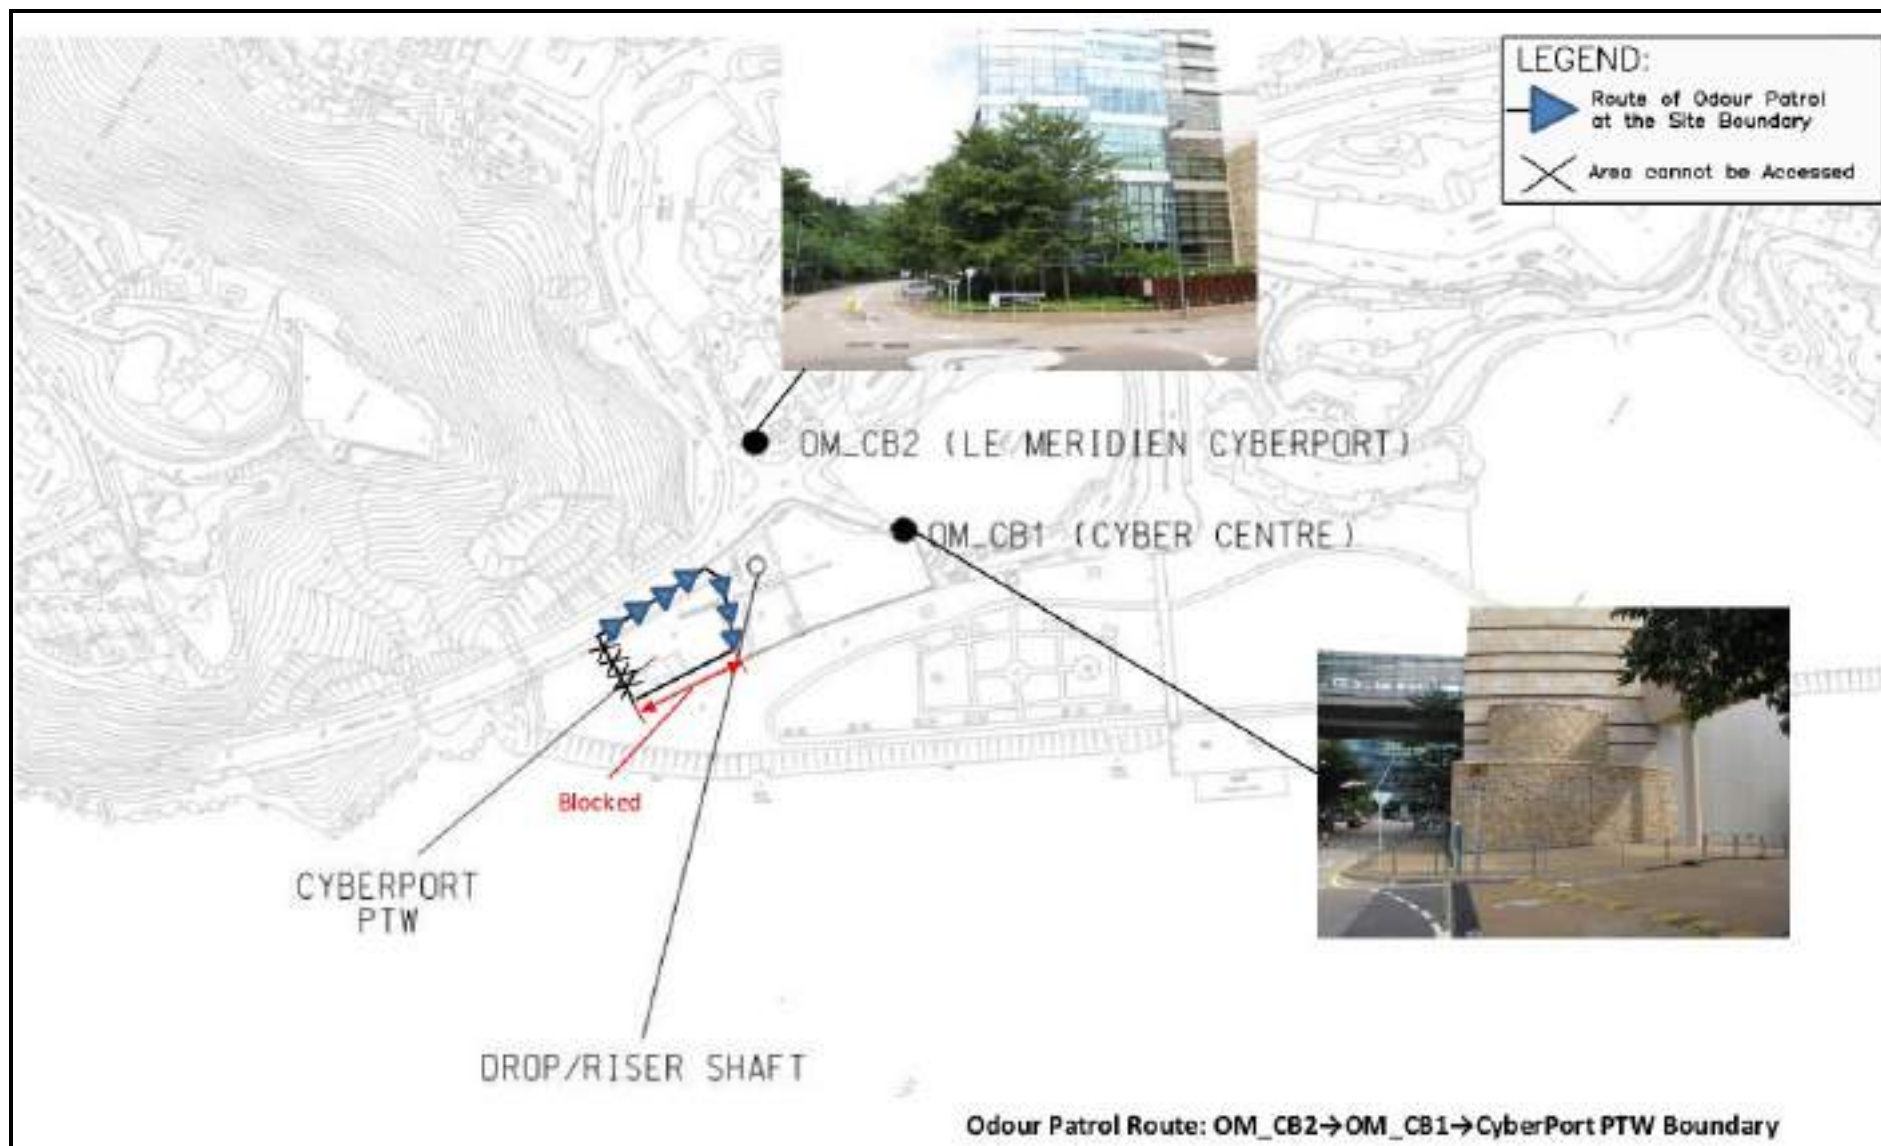 LEGEND:
Route of Odour Patrol
at the Site Boundary
Area cannot be Accessed
OM_CB2 (LE MERIDIEN CYBERPORT)
OM_CB1 (CYBER CENTRE)
Blocked
CYBERPORT
PTW
DROP/RISER SHAFT
Odour Patrol Route: OM_CB2→OM_CB1→CyberPort PTW Boundary